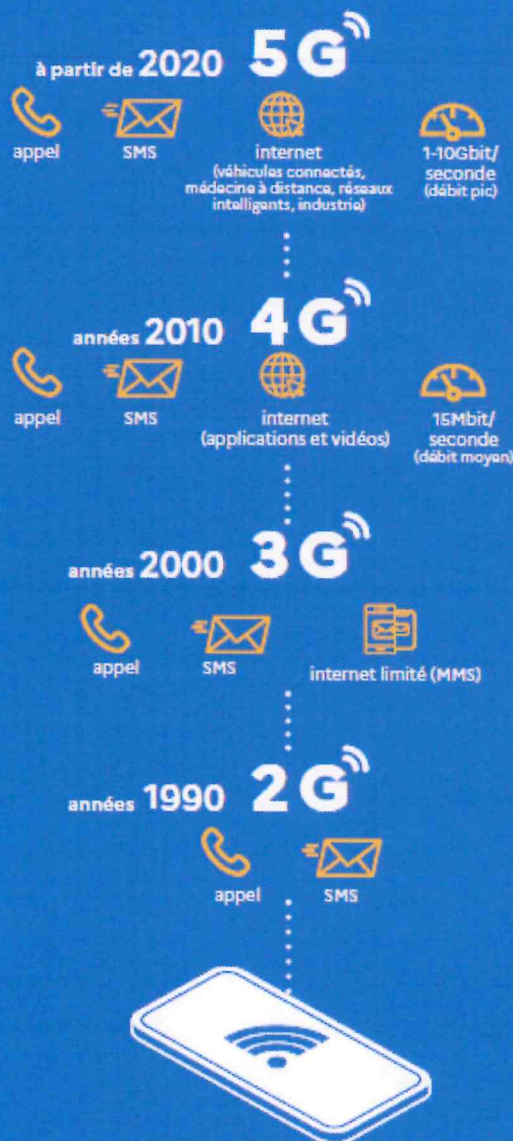 à partir de 2020 5G
appel
SMS
internet
(véhicules connectés,
médecine à distance, réseaux
intelligents, industrie)
1-10Gbit/
seconde
(débit pic)
années 2010 4G
appel
SMS
internet
(applications et vidéos)
15Mbit/
seconde
(débit moyen)
années 2000 3G
appel
SMS
internet limité (MMS)
années 1990 2G
appel
SMS